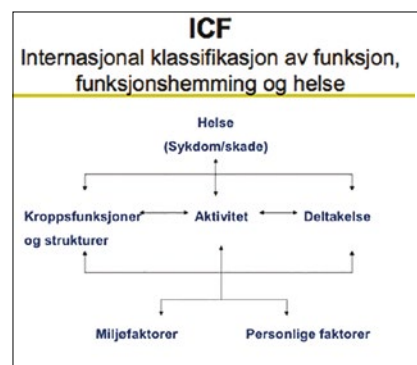 ICF
Internasjonal klassifikasjon av funksjon,
funksjonshemming og helse
Helse
(Sykdom/skade)
Kroppsfunksjoner Aktivitet Deltakelse
og strukturer
Miljøfaktorer Personlige faktorer